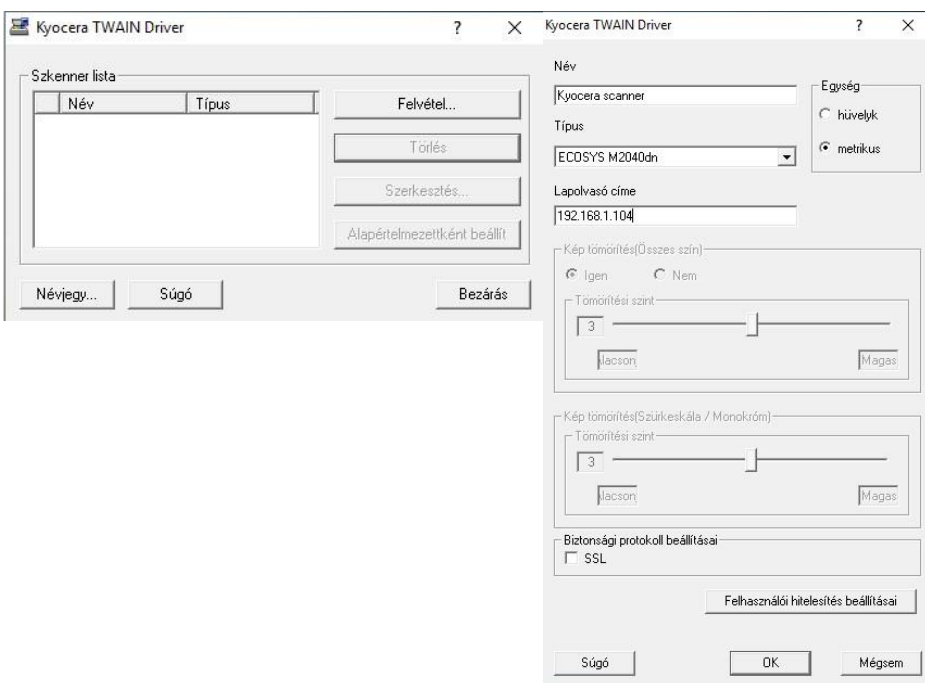 Kyocera TWAIN Driver
Szkenner lista
Név Típus
Felvétel...
Törlés
Szerkesztés...
Alapértelmezettként beállít
Névjegy... Súgó Bezárás
Kyocera TWAIN Driver
Név
Kyocera scanner
Egység
hüvelyk
metrikus
Típus
ECOSYS M2040dn
Lapolvasó címe
192.168.1.104
Kép tömörítés(Összes szín)
Igen Nem
Tömörítési szint
3
lacson Magas
Kép tömörítés(Szürkeskála / Monokróm)
Tömörítési szint
3
lacson Magas
Biztonsági protokoll beállításai
SSL
Felhasználói hitelesítés beállításai
Súgó OK Mégsem